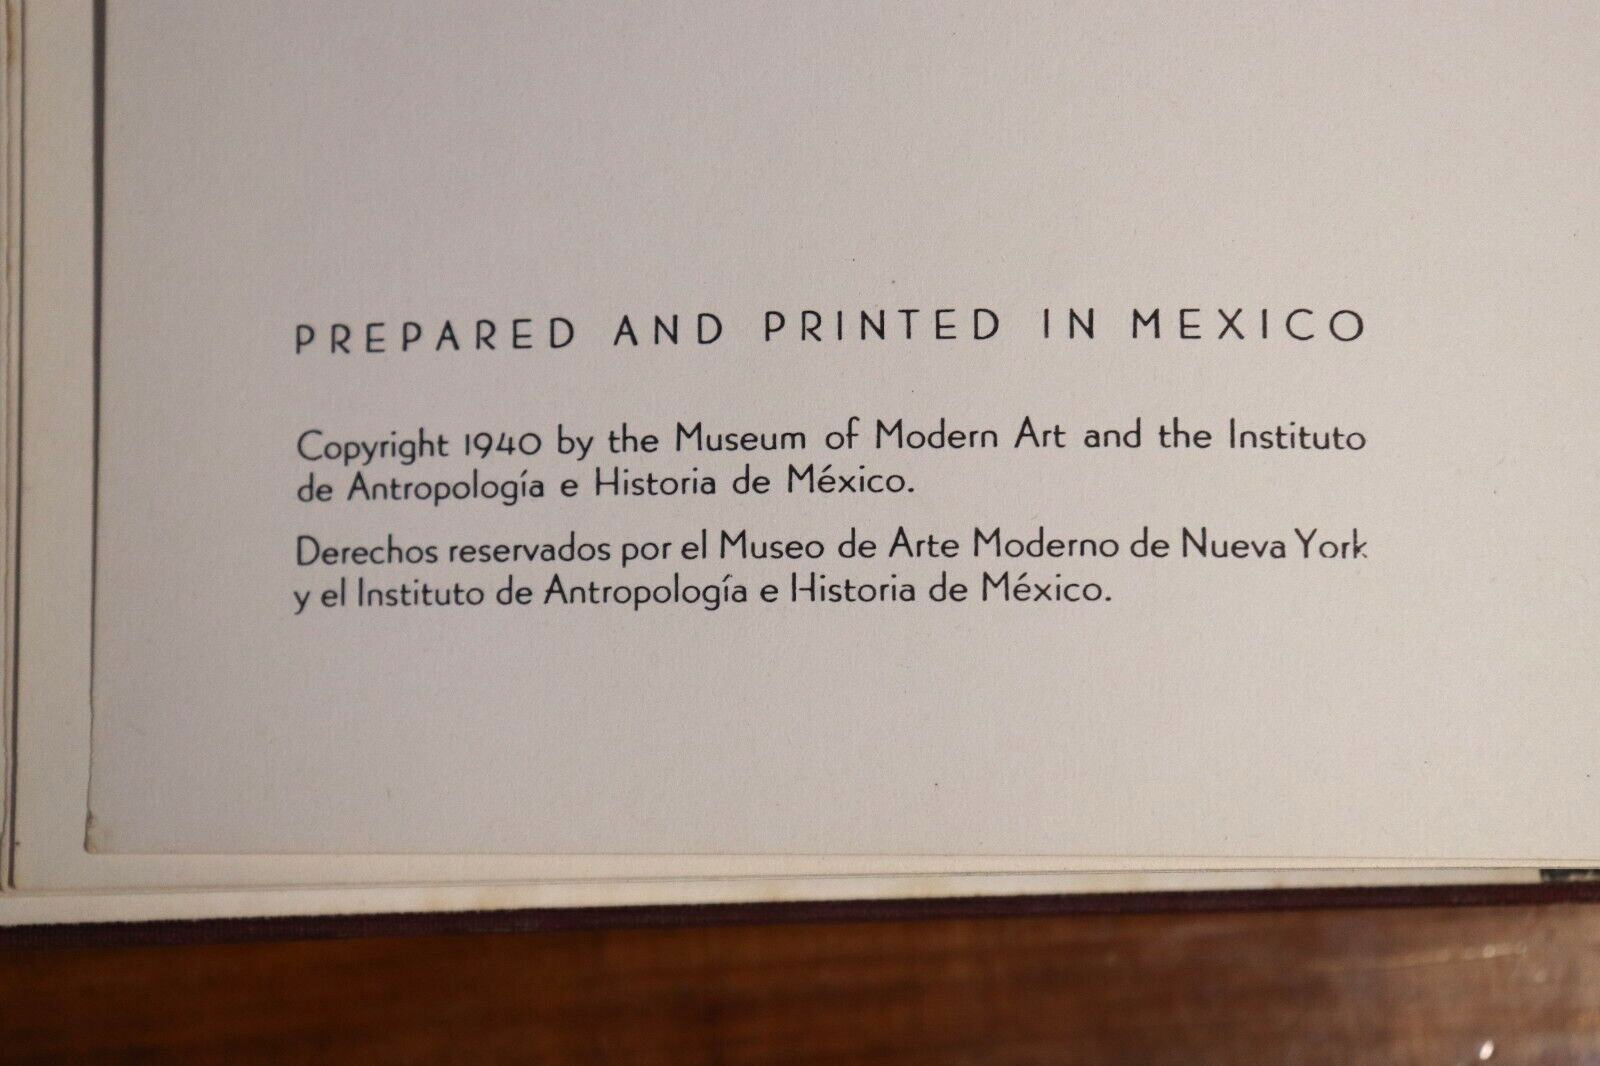 PREPARED AND PRINTED IN MEXICO
Copyright 1940 by the Museum of Modern Art and the Instituto
de Antropología e Historia de México.
Derechos reservados por el Museo de Arte Moderno de Nueva York
y el Instituto de Antropología e Historia de México.